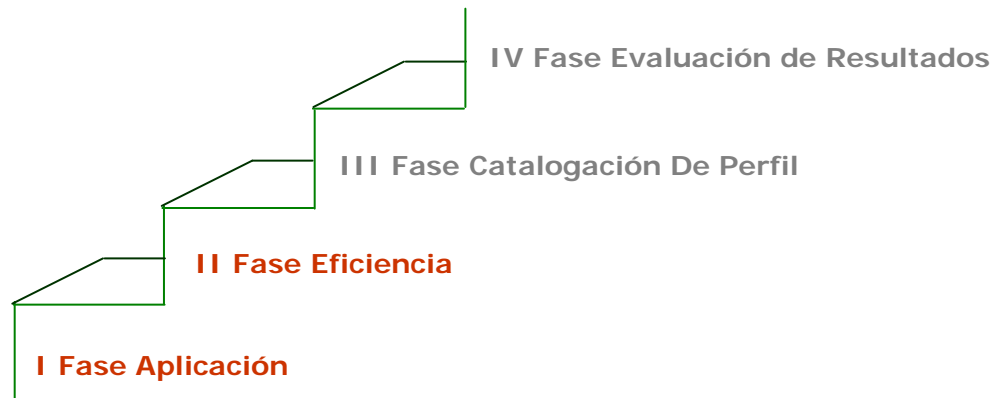 IV Fase Evaluación de Resultados
III Fase Catalogación De Perfil
II Fase Eficiencia
I Fase Aplicación